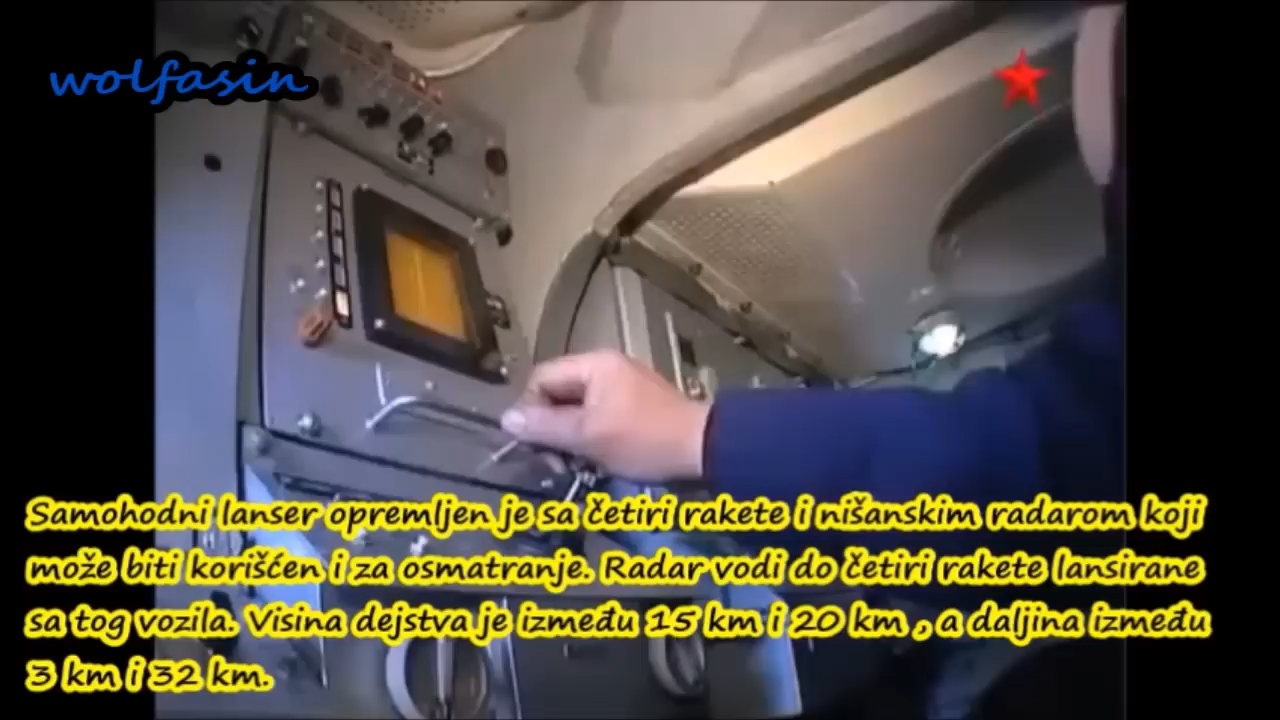 wolfasin
Samohodni lanser opremljen je sa četiri rakete i nišanskim radarom koji
može biti korišćen i za osmatranje. Radar vodi do četiri rakete lansirane
sa tog vozila. Visina dejstva je između 15 km i 20 km , a daljina između
3 km i 32 km.